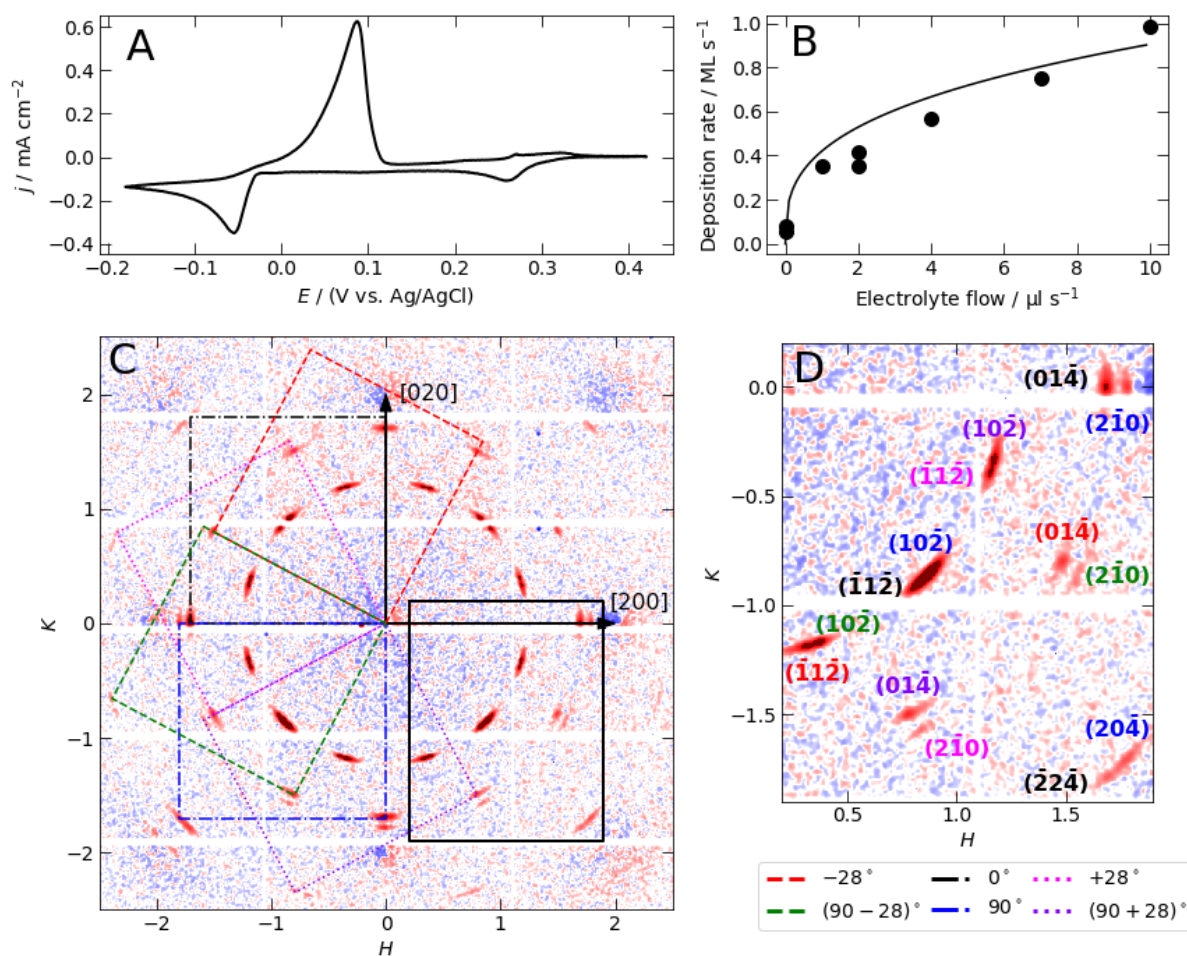 A
j / mA cm⁻²
0.6
0.4
0.2
0.0
−0.2
−0.4
−0.2 −0.1 0.0 0.1 0.2 0.3 0.4
E / (V vs. Ag/AgCl)
B
Deposition rate / ML s⁻¹
1.0
0.8
0.6
0.4
0.2
0.0
0 2 4 6 8 10
Electrolyte flow / µl s⁻¹
C
[020]
[200]
K
2
1
0
−1
−2
−2 −1 0 1 2
H
D
K
0.0
−0.5
−1.0
−1.5
0.5 1.0 1.5
H
(014̄)
(21̄0)
(102̄)
(1̄12̄)
(102̄)
(014̄)
(1̄12̄)
(21̄0)
(102̄)
(1̄12̄)
(014̄)
(204̄)
(21̄0)
(2̄24̄)
−28°
0°
+28°
(90 − 28)°
90°
(90 + 28)°